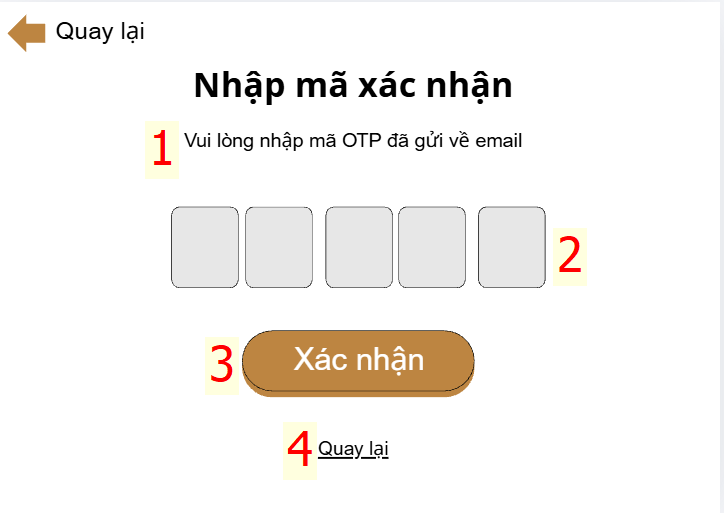 Quay lại
Nhập mã xác nhận
1 Vui lòng nhập mã OTP đã gửi về email
2
3 Xác nhận
4 Quay lại